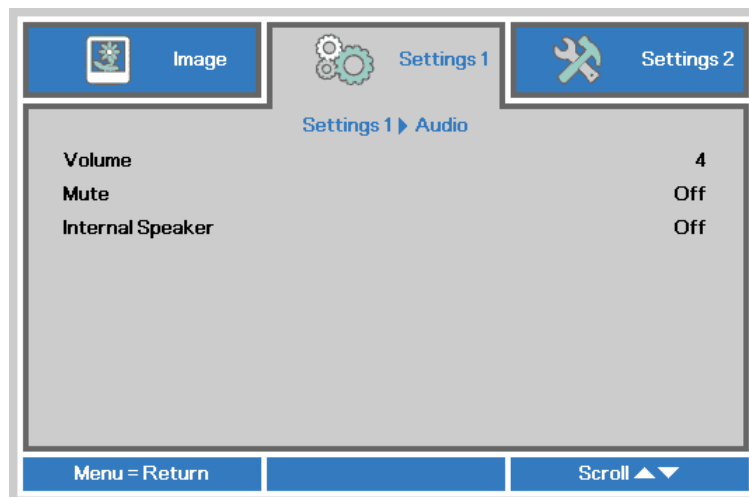 Image Settings 1 Settings 2
Settings 1 Audio
Volume 4
Mute Off
Internal Speaker Off
Menu = Return Scroll